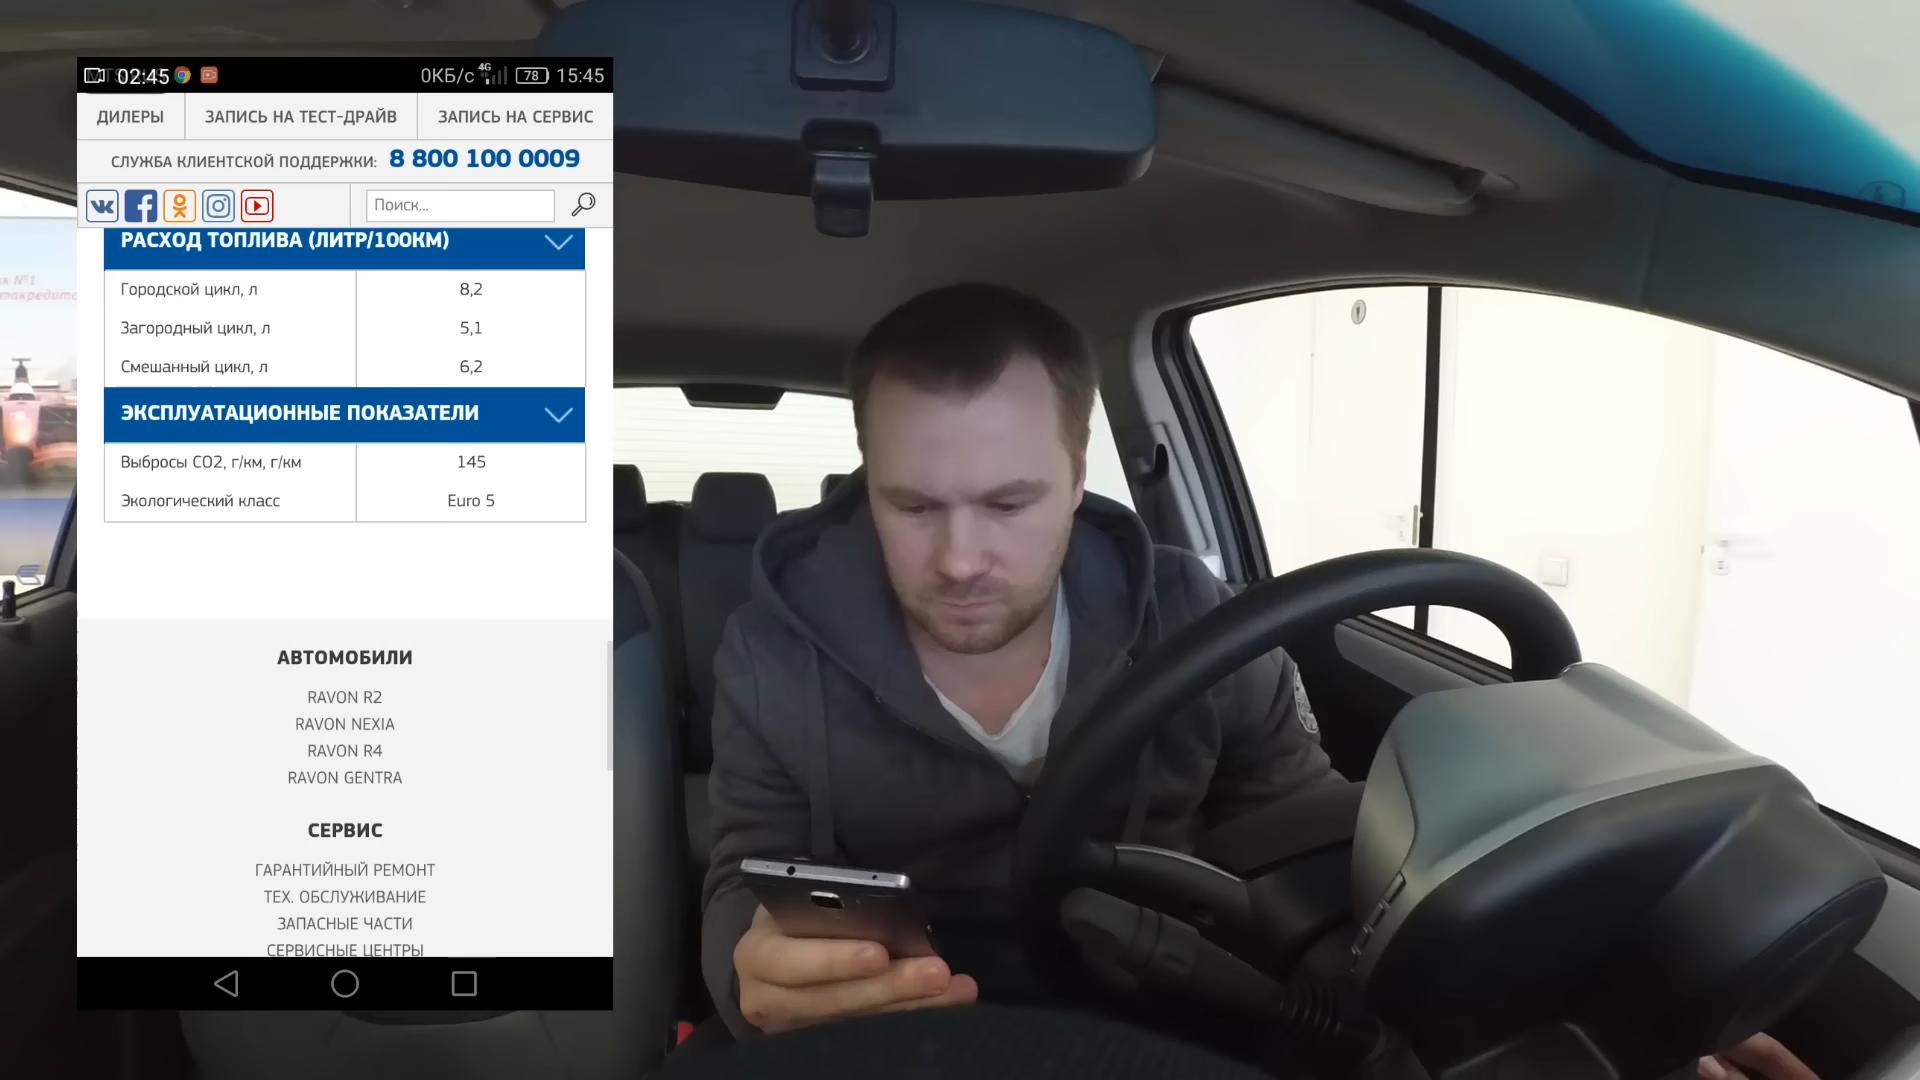 02:45
0КБ/с 4G 78 15:45
ДИЛЕРЫ ЗАПИСЬ НА ТЕСТ-ДРАЙВ ЗАПИСЬ НА СЕРВИС
СЛУЖБА КЛИЕНТСКОЙ ПОДДЕРЖКИ: 8 800 100 0009
Поиск...
РАСХОД ТОПЛИВА (ЛИТР/100КМ)
Городской цикл, л 8,2
Загородный цикл, л 5,1
Смешанный цикл, л 6,2
ЭКСПЛУАТАЦИОННЫЕ ПОКАЗАТЕЛИ
Выбросы CO2, г/км, г/км 145
Экологический класс Euro 5
АВТОМОБИЛИ
RAVON R2
RAVON NEXIA
RAVON R4
RAVON GENTRA
СЕРВИС
ГАРАНТИЙНЫЙ РЕМОНТ
ТЕХ. ОБСЛУЖИВАНИЕ
ЗАПАСНЫЕ ЧАСТИ
СЕРВИСНЫЕ ЦЕНТРЫ